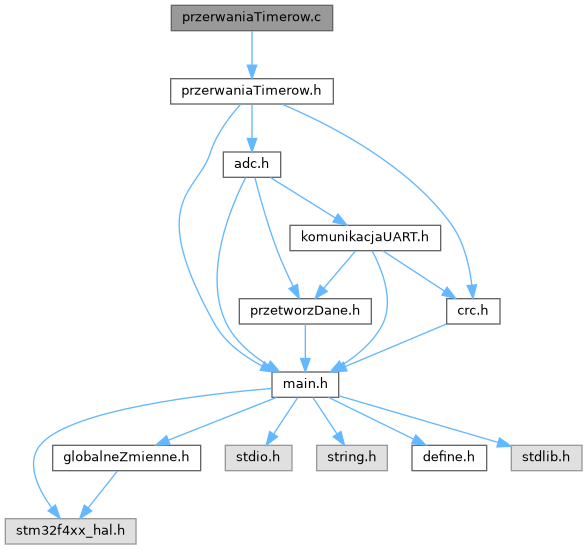 przerwaniaTimerow.c
przerwaniaTimerow.h
adc.h
komunikacjaUART.h
przetworzDane.h
crc.h
main.h
globalneZmienne.h
stdio.h
string.h
define.h
stdlib.h
stm32f4xx_hal.h